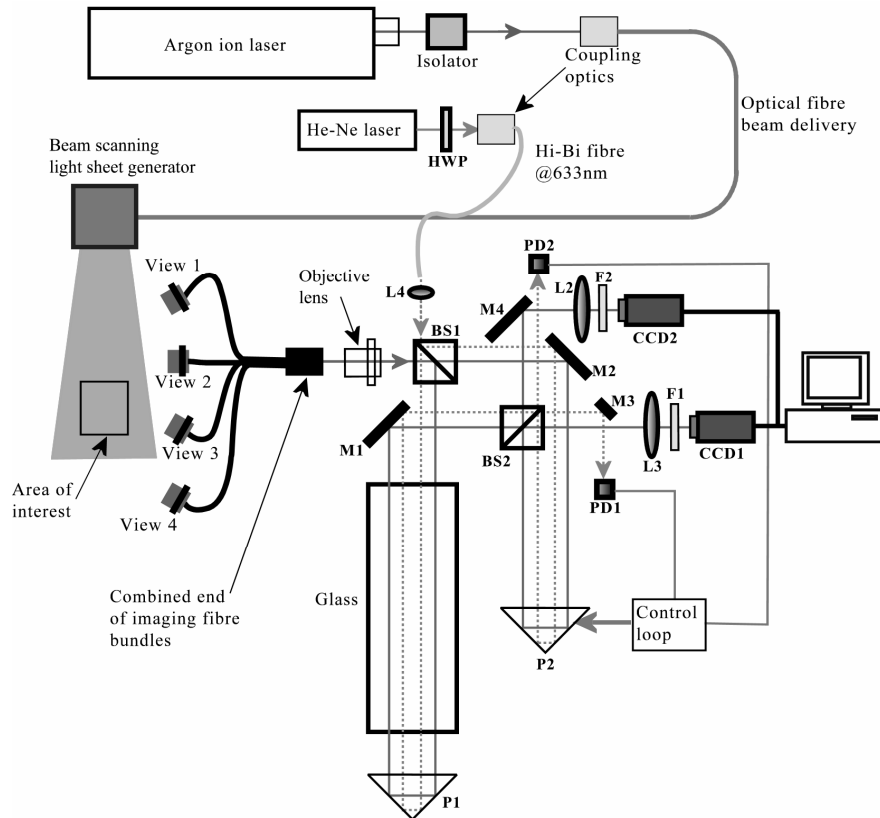 Argon ion laser
Isolator
Coupling
optics
He-Ne laser
HWP
Hi-Bi fibre
@633nm
Optical fibre
beam delivery
Beam scanning
light sheet generator
View 1
View 2
View 3
View 4
Objective
lens
L4
BS1
PD2
M4
L2
F2
CCD2
M2
M3
F1
M1
BS2
L3
CCD1
PD1
Area of
interest
Combined end
of imaging fibre
bundles
Glass
Control
loop
P2
P1